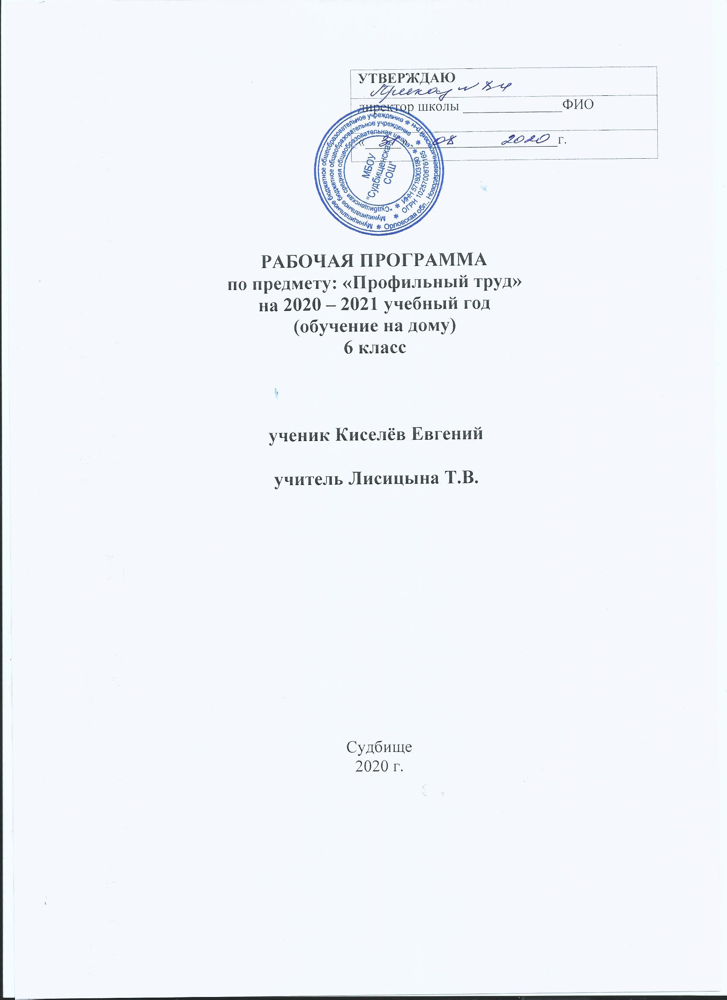 УТВЕРЖДАЮ
Приказ №
директор школы ______________ФИО
« 31 » 08 2020 г.
Муниципальное бюджетное общеобразовательное учреждение * Орловская обл., Новодеревеньковский р-н *
Муниципальное бюджетное общеобразовательное учреждение * ОГРН 1025700676165 *
"Судбищенская средняя общеобразовательная школа" * ИНН 5718003180 *
МБОУ
"Судбищенская
СОШ"
РАБОЧАЯ ПРОГРАММА
по предмету: «Профильный труд»
на 2020 – 2021 учебный год
(обучение на дому)
6 класс
ученик Киселёв Евгений
учитель Лисицына Т.В.
Судбище
2020 г.